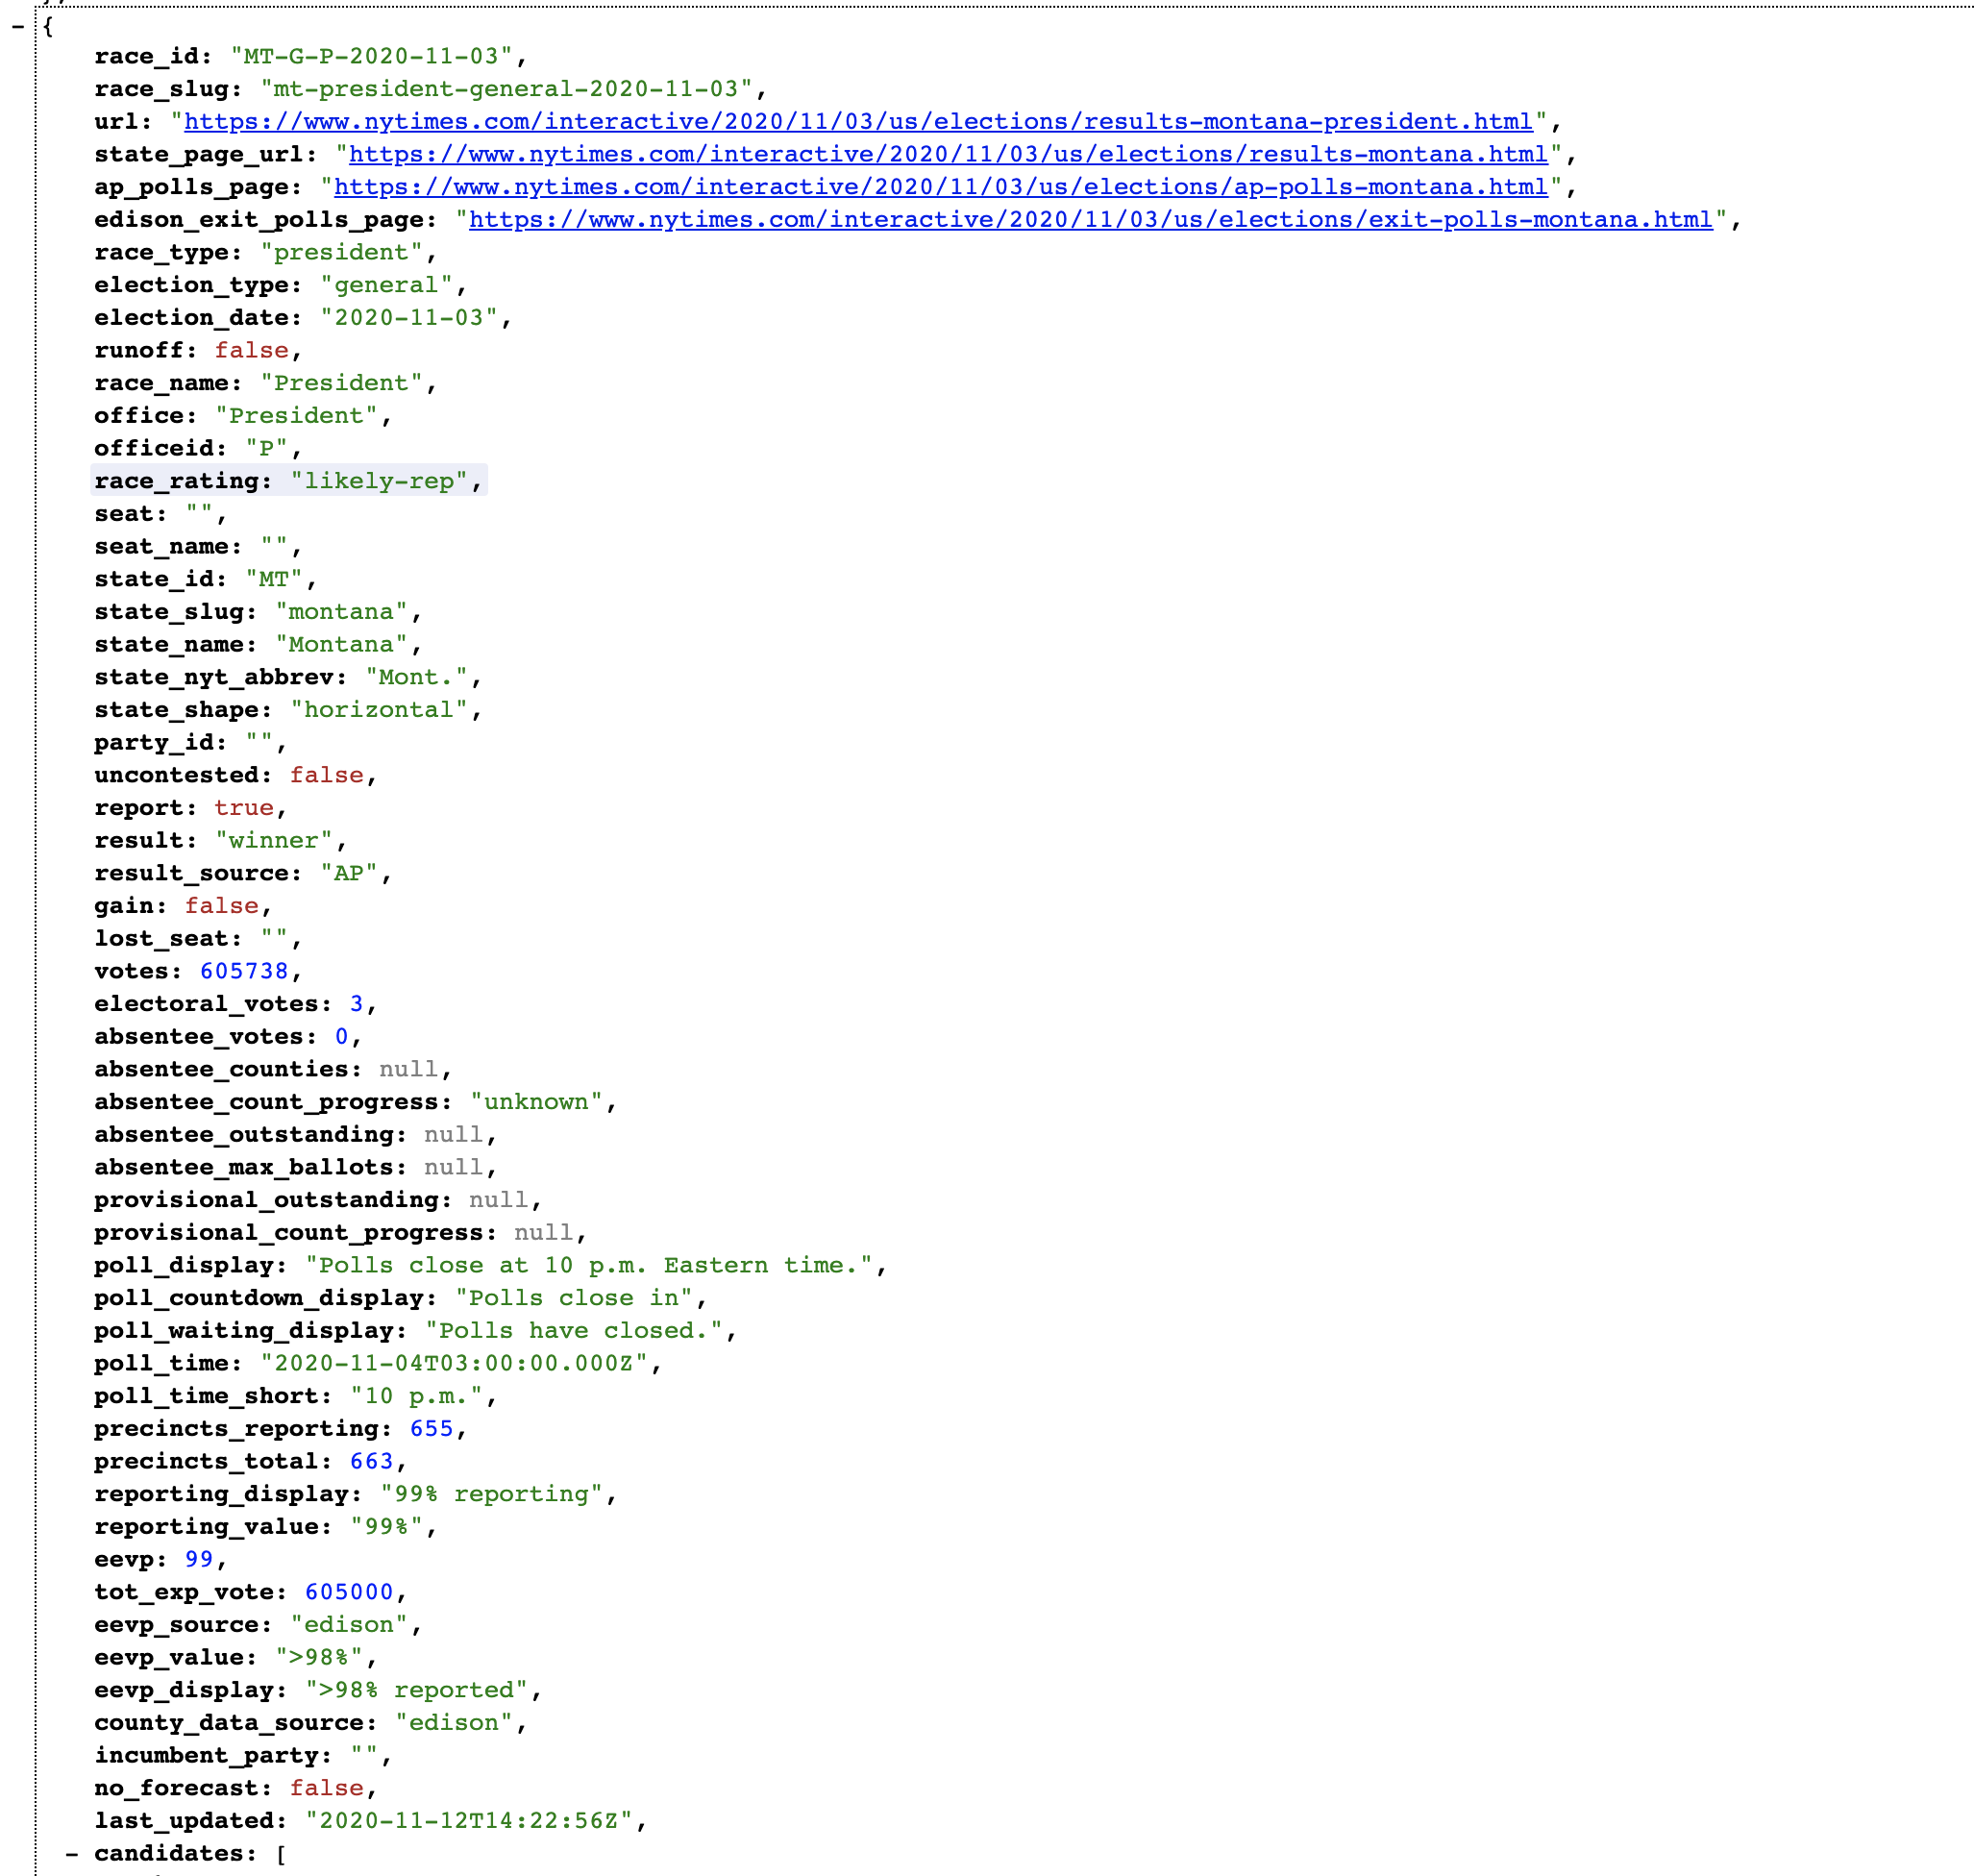 - {
race_id: "MT-G-P-2020-11-03",
race_slug: "mt-president-general-2020-11-03",
url: "https://www.nytimes.com/interactive/2020/11/03/us/elections/results-montana-president.html",
state_page_url: "https://www.nytimes.com/interactive/2020/11/03/us/elections/results-montana.html",
ap_polls_page: "https://www.nytimes.com/interactive/2020/11/03/us/elections/ap-polls-montana.html",
edison_exit_polls_page: "https://www.nytimes.com/interactive/2020/11/03/us/elections/exit-polls-montana.html",
race_type: "president",
election_type: "general",
election_date: "2020-11-03",
runoff: false,
race_name: "President",
office: "President",
officeid: "P",
race_rating: "likely-rep",
seat: "",
seat_name: "",
state_id: "MT",
state_slug: "montana",
state_name: "Montana",
state_nyt_abbrev: "Mont.",
state_shape: "horizontal",
party_id: "",
uncontested: false,
report: true,
result: "winner",
result_source: "AP",
gain: false,
lost_seat: "",
votes: 605738,
electoral_votes: 3,
absentee_votes: 0,
absentee_counties: null,
absentee_count_progress: "unknown",
absentee_outstanding: null,
absentee_max_ballots: null,
provisional_outstanding: null,
provisional_count_progress: null,
poll_display: "Polls close at 10 p.m. Eastern time.",
poll_countdown_display: "Polls close in",
poll_waiting_display: "Polls have closed.",
poll_time: "2020-11-04T03:00:00.000Z",
poll_time_short: "10 p.m.",
precincts_reporting: 655,
precincts_total: 663,
reporting_display: "99% reporting",
reporting_value: "99%",
eevp: 99,
tot_exp_vote: 605000,
eevp_source: "edison",
eevp_value: ">98%",
eevp_display: ">98% reported",
county_data_source: "edison",
incumbent_party: "",
no_forecast: false,
last_updated: "2020-11-12T14:22:56Z",
- candidates: [